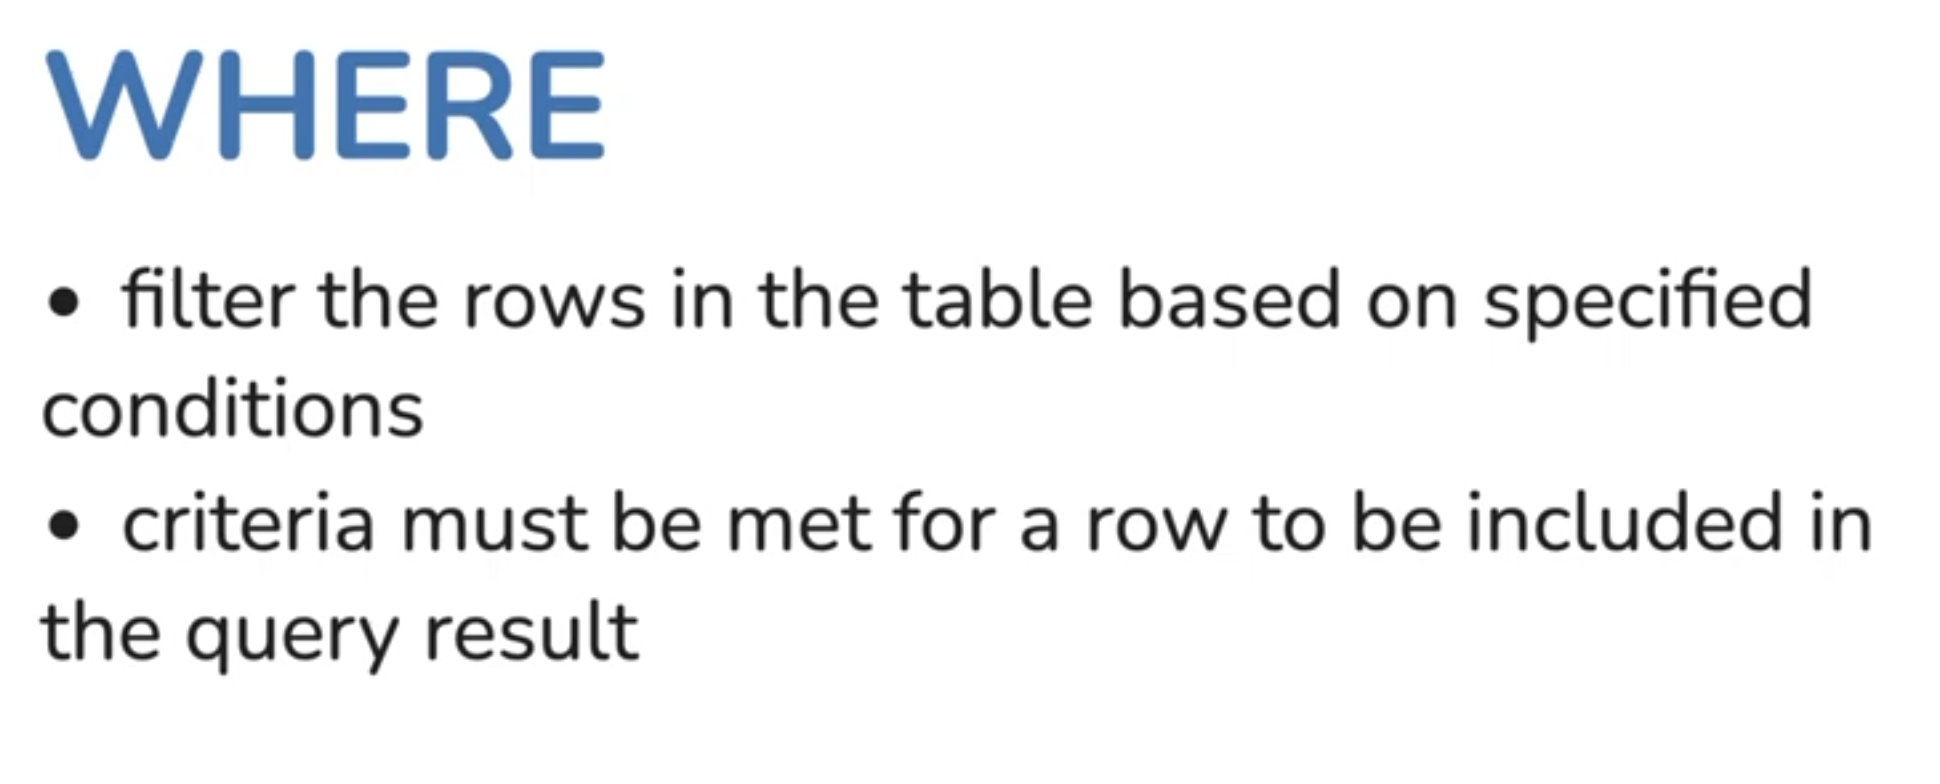 WHERE
• filter the rows in the table based on specified
conditions
• criteria must be met for a row to be included in
the query result